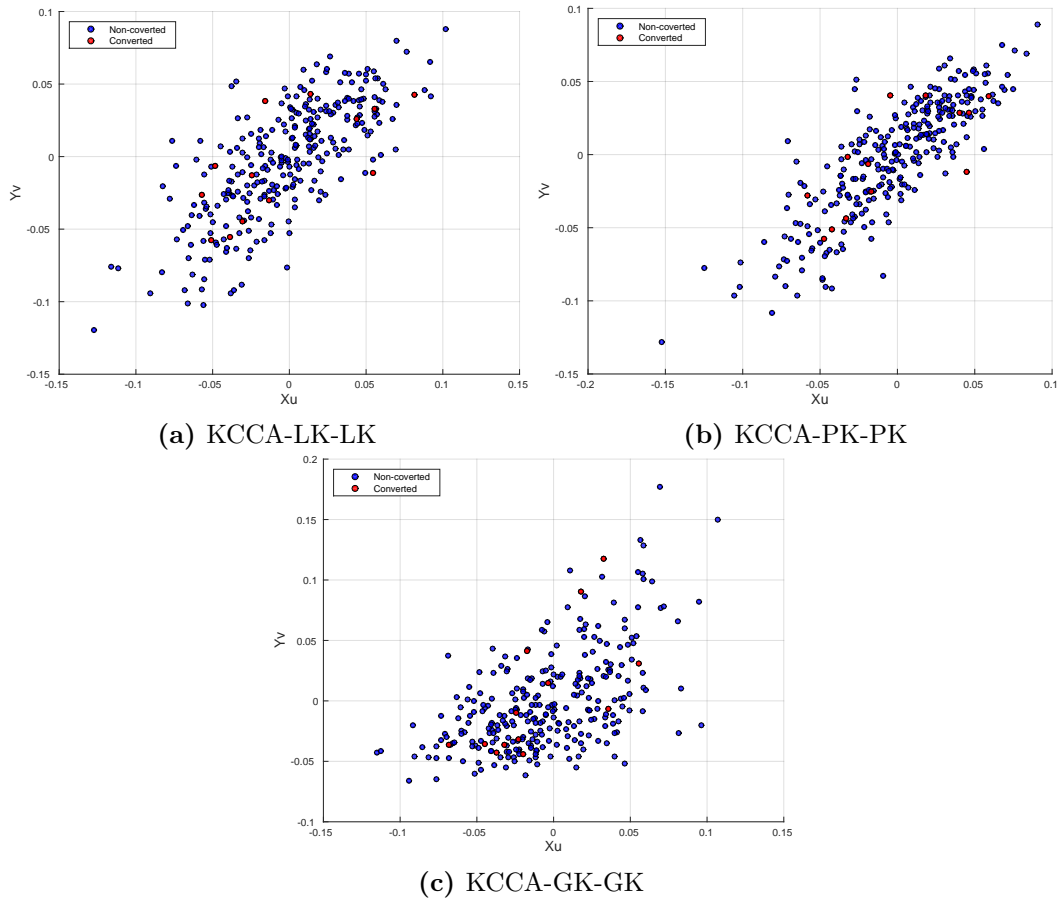 0.1
Non-coverted
Converted
0.05
0
Yv
-0.05
-0.1
-0.15
-0.15 -0.1 -0.05 0 0.05 0.1 0.15
Xu
(a) KCCA-LK-LK
0.1
Non-coverted
Converted
0.05
0
Yv
-0.05
-0.1
-0.15
-0.2 -0.15 -0.1 -0.05 0 0.05 0.1
Xu
(b) KCCA-PK-PK
0.2
Non-coverted
Converted
0.15
0.1
0.05
Yv
0
-0.05
-0.1
-0.15 -0.1 -0.05 0 0.05 0.1 0.15
Xu
(c) KCCA-GK-GK